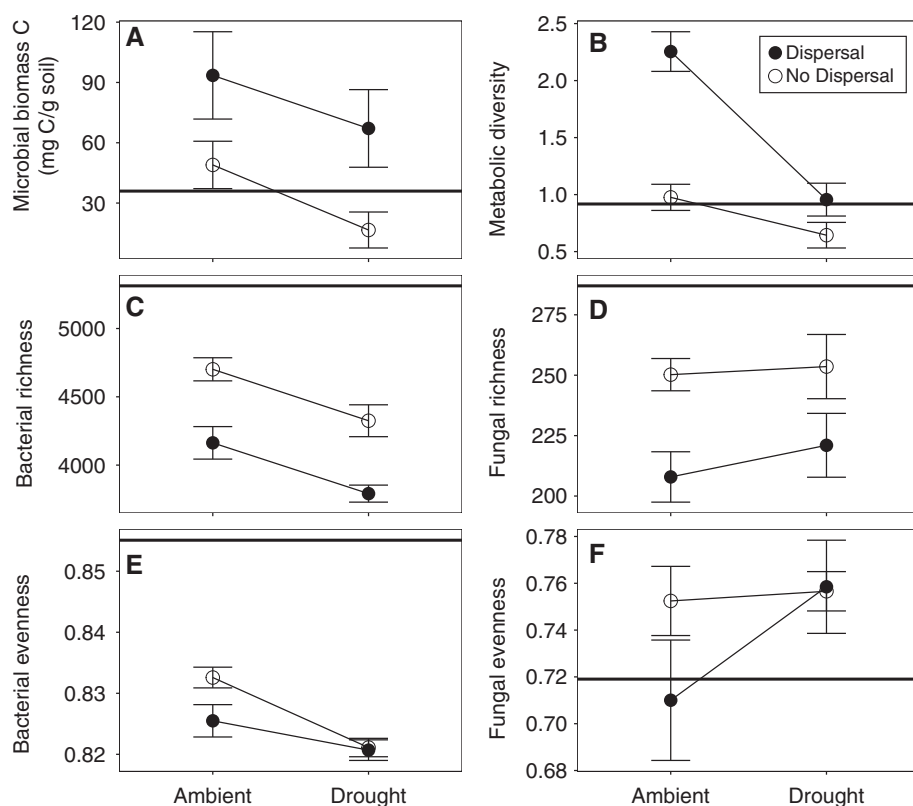 Microbial biomass C
(mg C/g soil)
120
90
60
30
A
Metabolic diversity
2.5
2.0
1.5
1.0
0.5
B
Dispersal
No Dispersal
Bacterial richness
5000
4500
4000
C
Fungal richness
275
250
225
200
D
Bacterial evenness
0.85
0.84
0.83
0.82
E
Ambient
Drought
Fungal evenness
0.78
0.76
0.74
0.72
0.70
0.68
F
Ambient
Drought